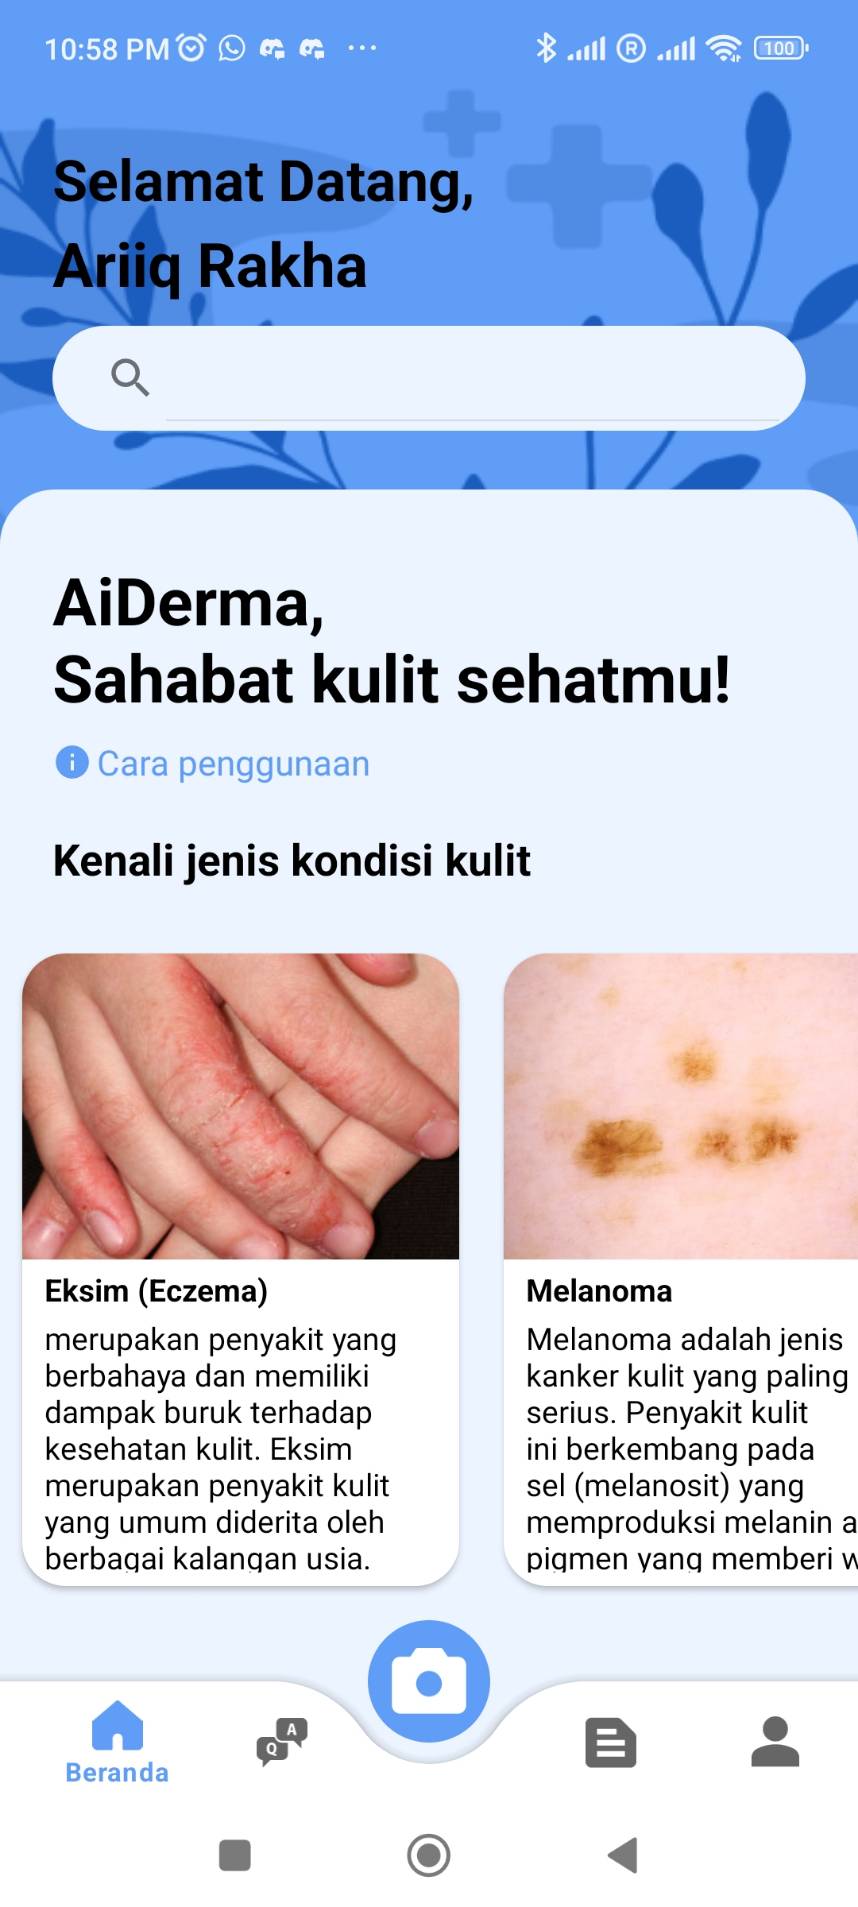 10:58 PM
R
100
Selamat Datang,
Ariiq Rakha
AiDerma,
Sahabat kulit sehatmu!
Cara penggunaan
Kenali jenis kondisi kulit
Eksim (Eczema)
merupakan penyakit yang
berbahaya dan memiliki
dampak buruk terhadap
kesehatan kulit. Eksim
merupakan penyakit kulit
yang umum diderita oleh
berbagai kalangan usia.
Melanoma
Melanoma adalah jenis
kanker kulit yang paling
serius. Penyakit kulit
ini berkembang pada
sel (melanosit) yang
memproduksi melanin a
pigmen yang memberi w
Beranda
Q A